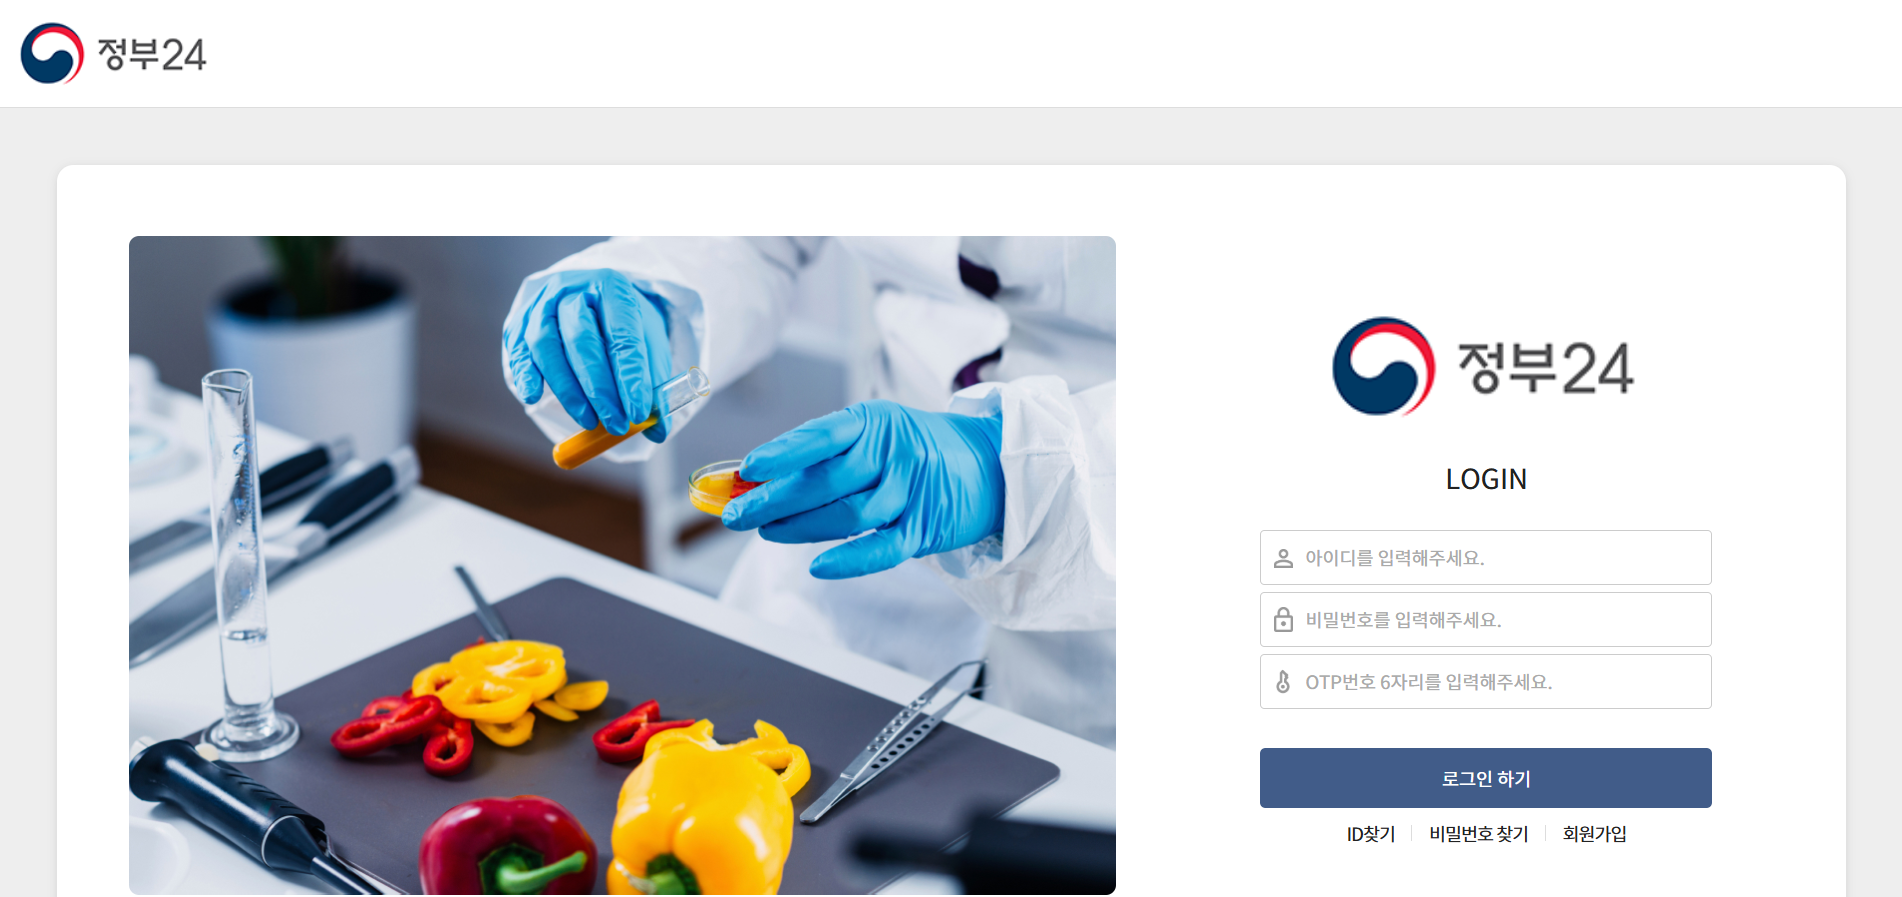 정부24
정부24
LOGIN
아이디를 입력해주세요.
비밀번호를 입력해주세요.
OTP번호 6자리를 입력해주세요.
로그인 하기
ID찾기
비밀번호 찾기
회원가입